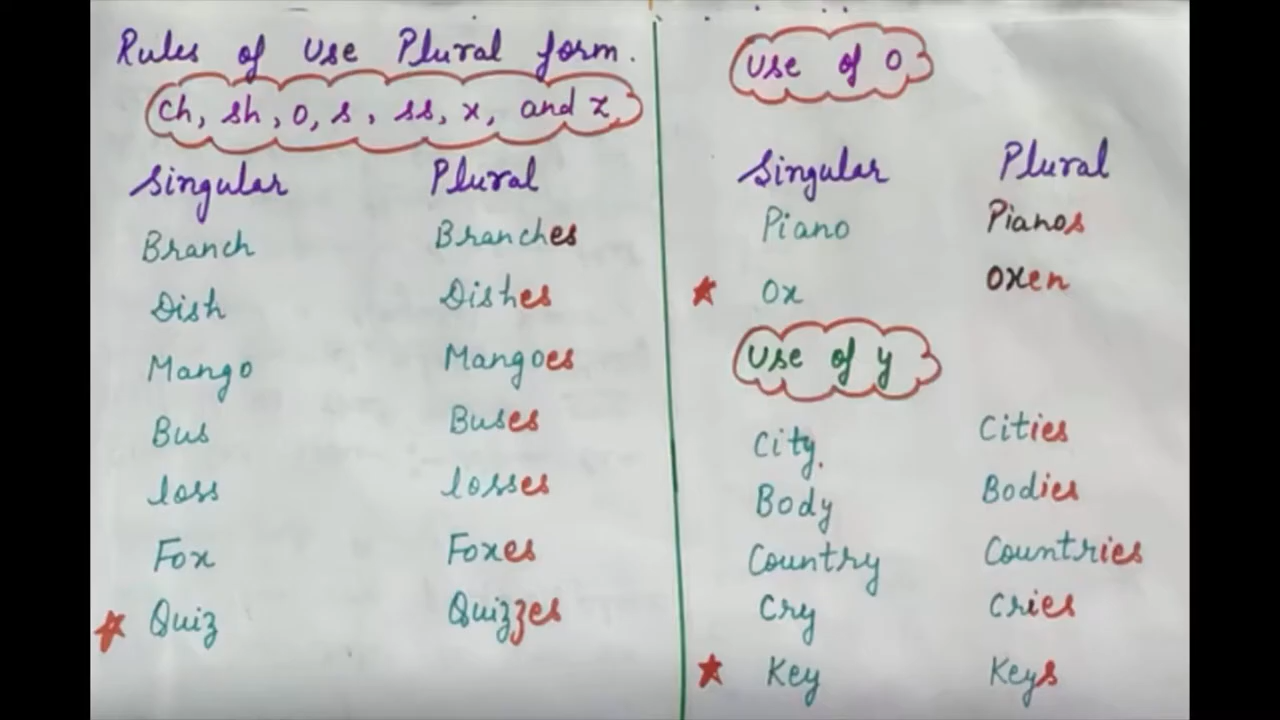 Rules of Use Plural form.
ch, sh, o, s, ss, x, and z
Singular Plural
Branch Branches
Dish Dishes
Mango Mangoes
Bus Buses
loss losses
Fox Foxes
Quiz Quizzes
Use of O
Singular Plural
Piano Pianos
Ox Oxen
Use of y
City. Cities
Body Bodies
Country Countries
Cry Cries
Key Keys